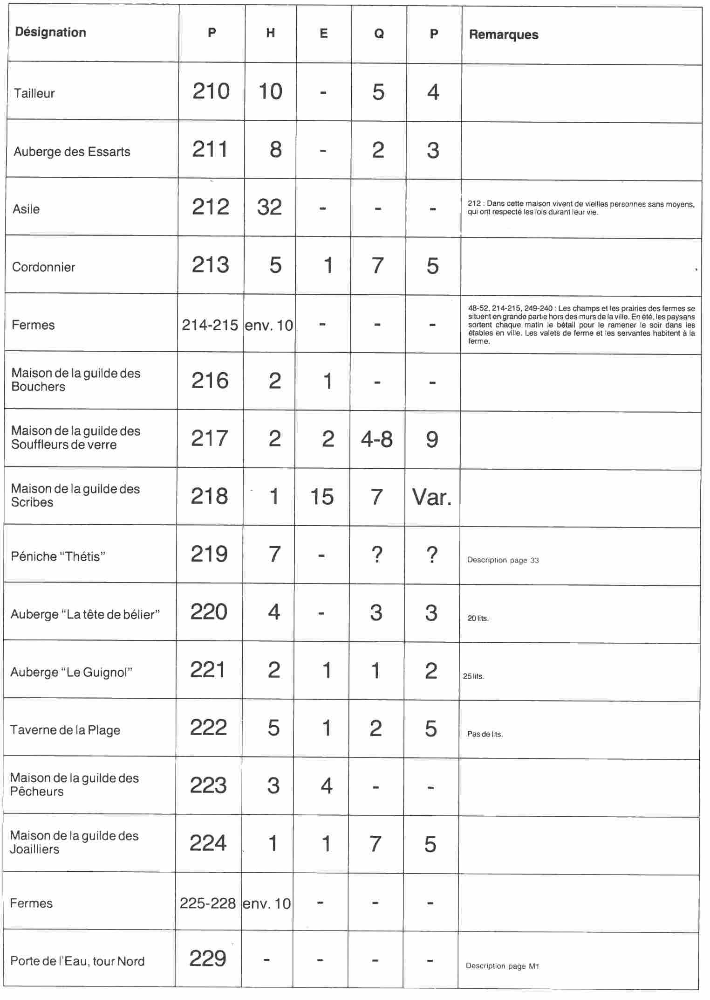 Désignation P H E Q P Remarques
Tailleur 210 10 - 5 4
Auberge des Essarts 211 8 - 2 3
Asile 212 32 - - - 212 : Dans cette maison vivent de vieilles personnes sans moyens,
qui ont respecté les lois durant leur vie.
Cordonnier 213 5 1 7 5
Fermes 214-215 env. 10 - - - 48-52, 214-215, 249-240 : Les champs et les prairies des fermes se
situent en grande partie hors des murs de la ville. En été, les paysans
sortent chaque matin le bétail pour le ramener le soir dans les
étables en ville. Les valets de ferme et les servantes habitent à la
ferme.
Maison de la guilde des
Bouchers 216 2 1 - -
Maison de la guilde des
Souffleurs de verre 217 2 2 4-8 9
Maison de la guilde des
Scribes 218 1 15 7 Var.
Péniche “Thétis” 219 7 - ? ? Description page 33
Auberge “La tête de bélier” 220 4 - 3 3 20 lits.
Auberge “Le Guignol” 221 2 1 1 2 25 lits.
Taverne de la Plage 222 5 1 2 5 Pas de lits.
Maison de la guilde des
Pêcheurs 223 3 4 - -
Maison de la guilde des
Joailliers 224 1 1 7 5
Fermes 225-228 env. 10 - - -
Porte de l'Eau, tour Nord 229 - - - - Description page M1